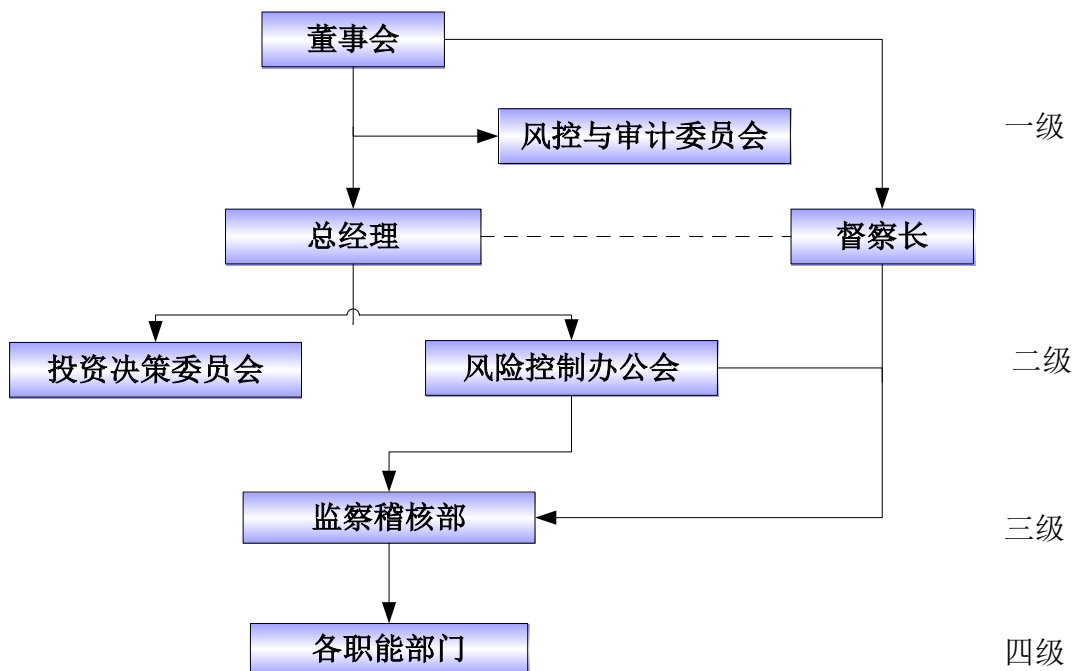 董事会
风控与审计委员会
一级
总经理
督察长
投资决策委员会
风险控制办公会
二级
监察稽核部
三级
各职能部门
四级